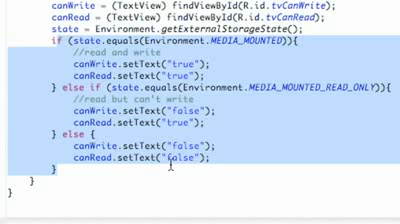 canWrite = (TextView) findViewById(R.id.tvCanWrite);
canRead = (TextView) findViewById(R.id.tvCanRead);
state = Environment.getExternalStorageState();
if (state.equals(Environment.MEDIA_MOUNTED)){
//read and write
canWrite.setText("true");
canRead.setText("true");
} else if (state.equals(Environment.MEDIA_MOUNTED_READ_ONLY)){
//read but can't write
canWrite.setText("false");
canRead.setText("true");
} else {
canWrite.setText("false");
canRead.setText("false");
}
}
}